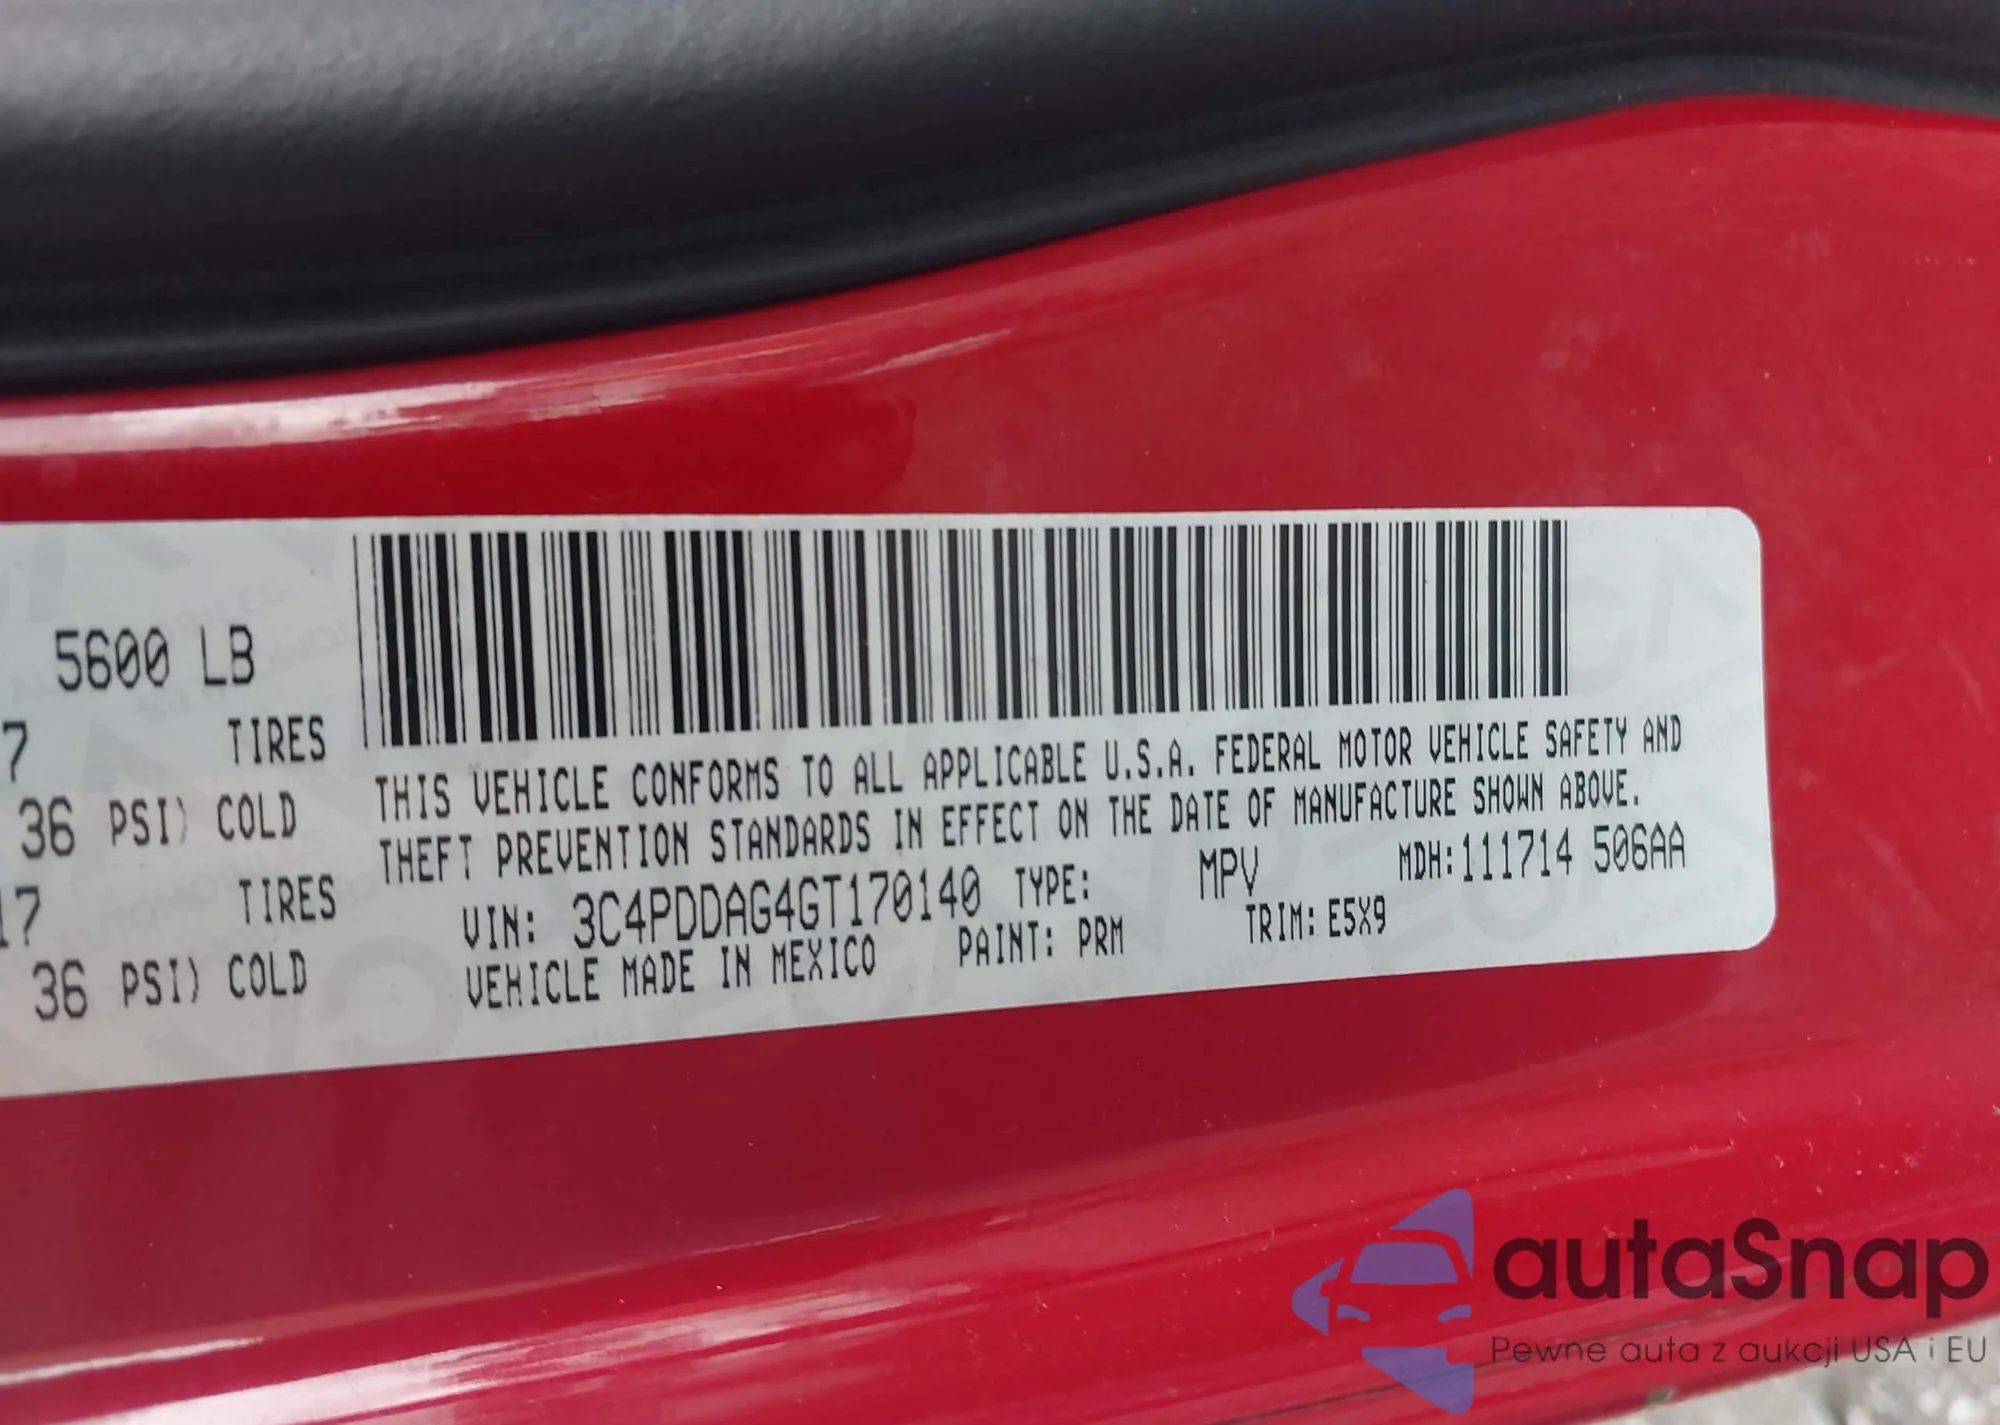 5600 LB
7 TIRES
36 PSI) COLD
17 TIRES
36 PSI) COLD
THIS VEHICLE CONFORMS TO ALL APPLICABLE U.S.A. FEDERAL MOTOR VEHICLE SAFETY AND
THEFT PREVENTION STANDARDS IN EFFECT ON THE DATE OF MANUFACTURE SHOWN ABOVE.
VIN: 3C4PDDAG4GT170140 TYPE: MPV MDH:111714 506AA
VEHICLE MADE IN MEXICO PAINT: PRM TRIM: E5X9
autaSnap
Pewne auta z aukcji USA i EU